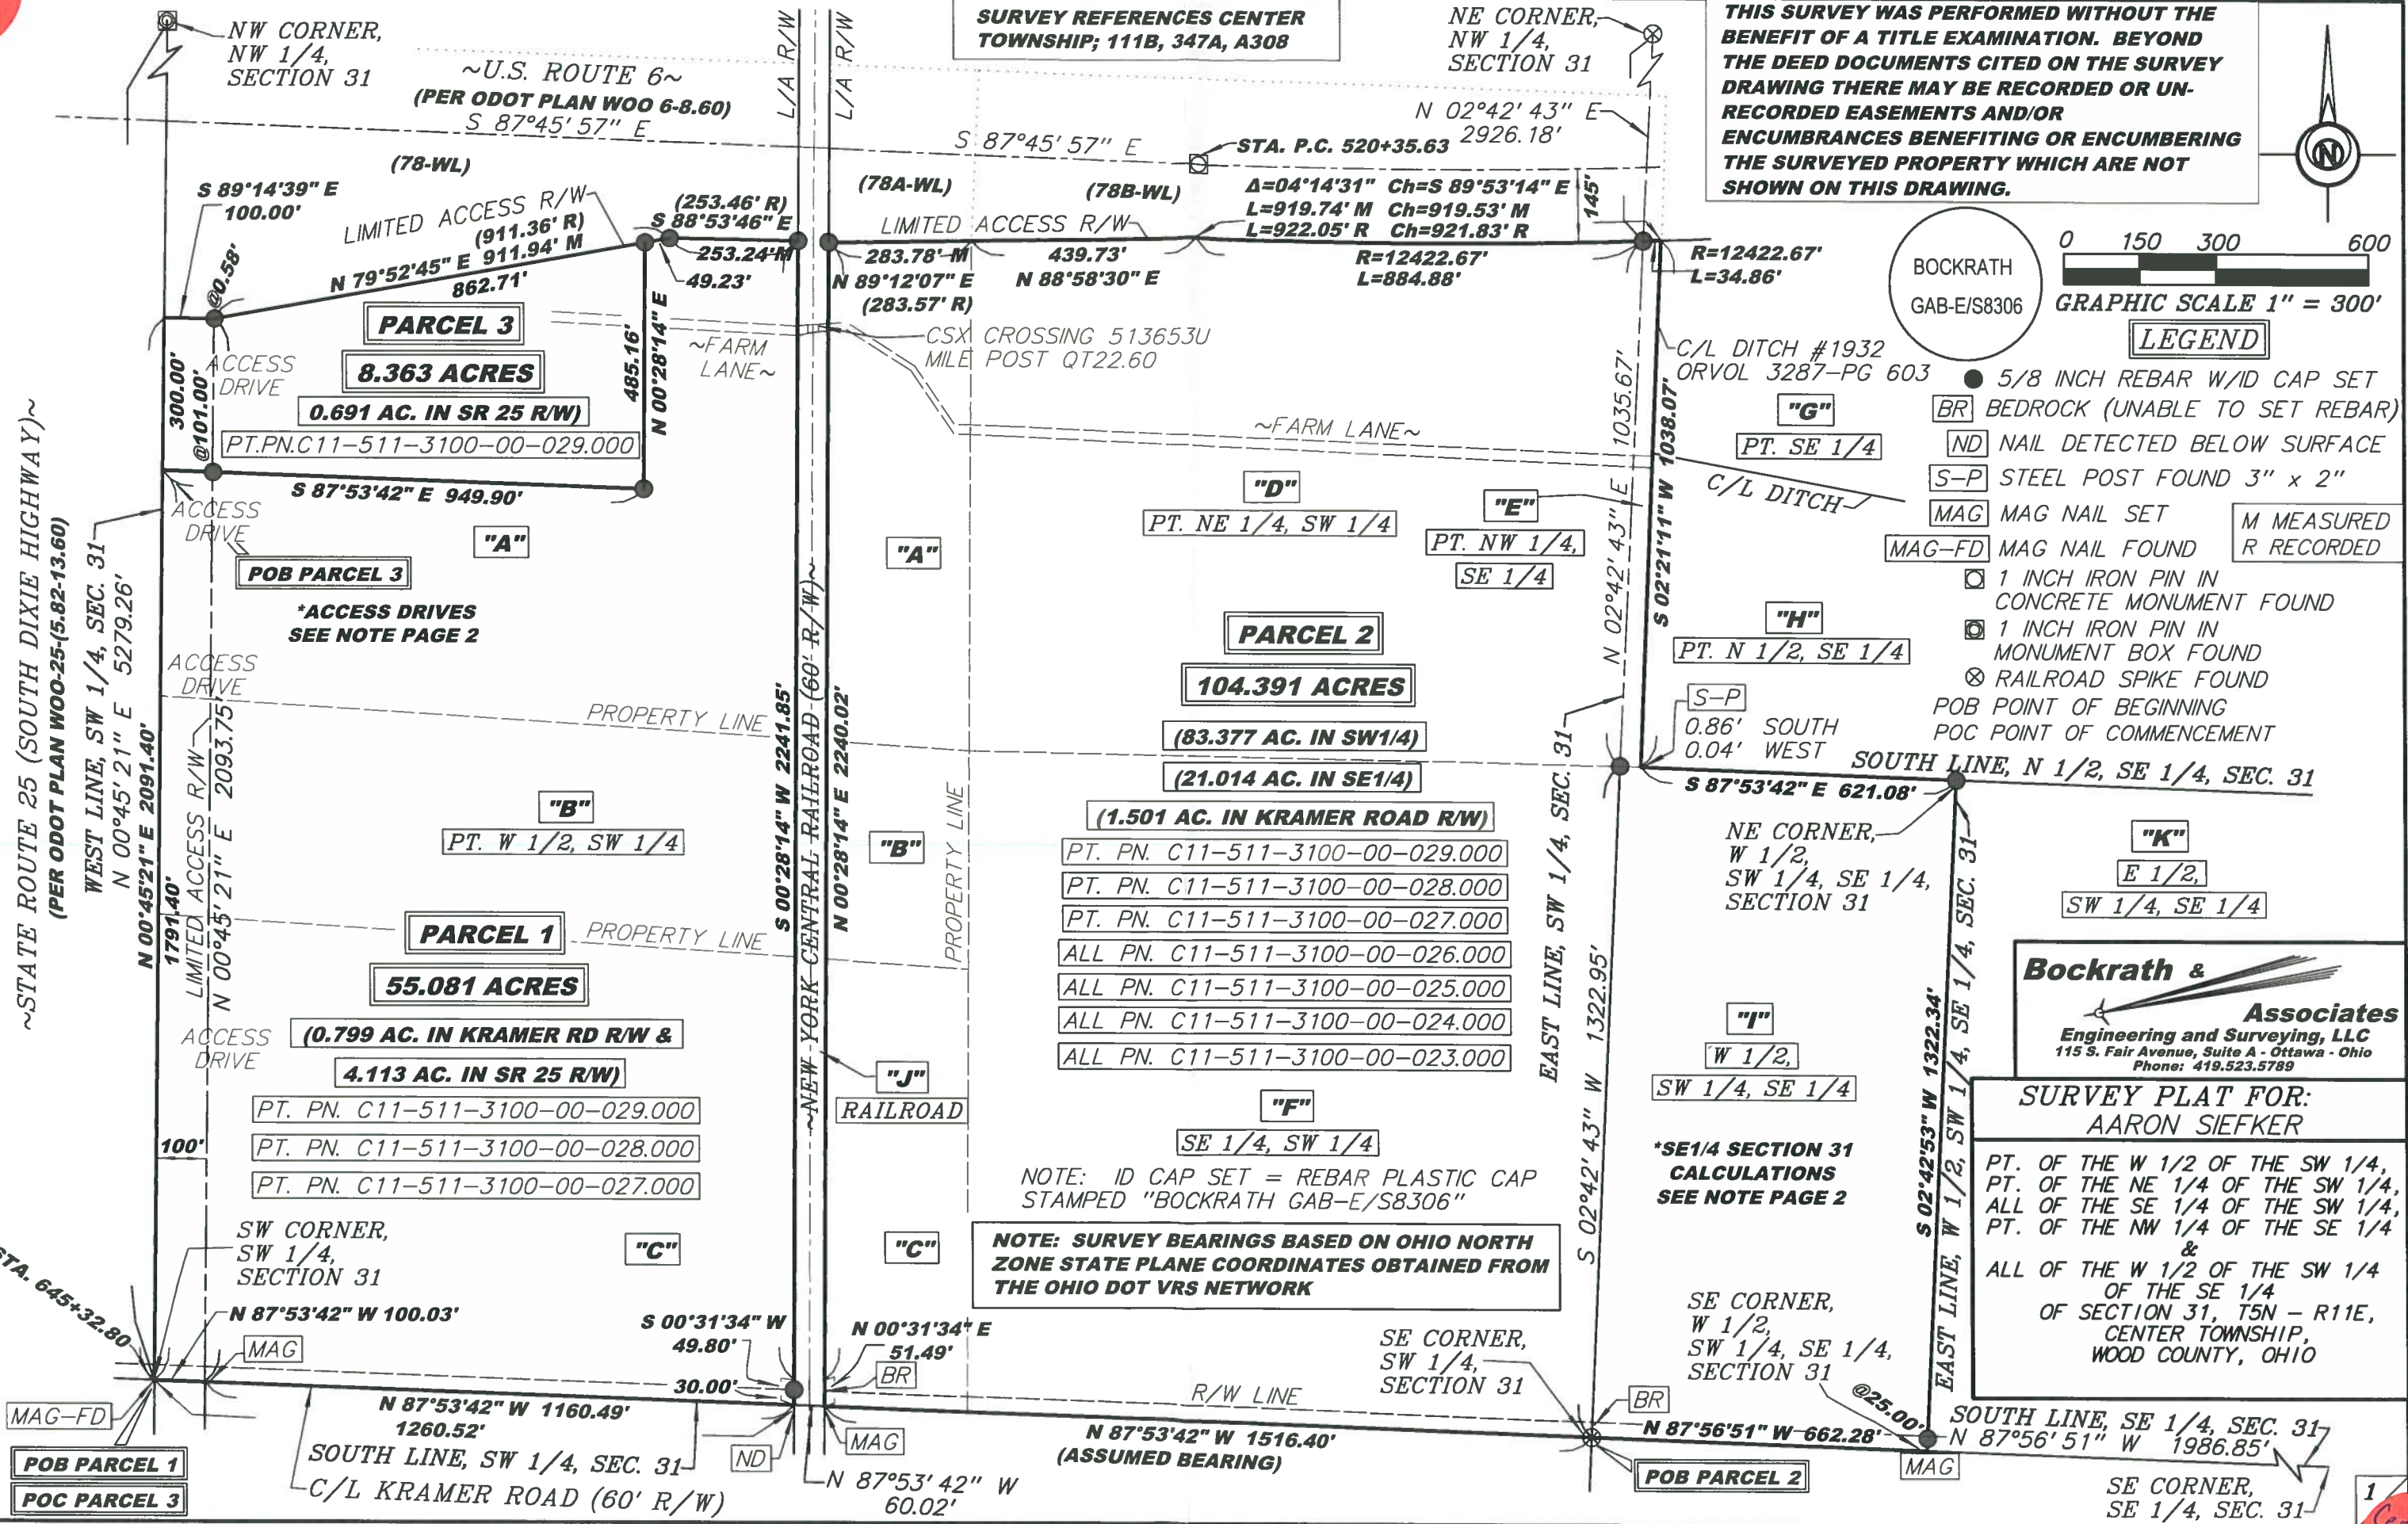 NW CORNER,
NW 1/4,
SECTION 31
~U.S. ROUTE 6~
(PER ODOT PLAN WOO 6-8.60)
S 87°45'57" E
L/A R/W
L/A R/W
SURVEY REFERENCES CENTER
TOWNSHIP; 111B, 347A, A308
NE CORNER,
NW 1/4,
SECTION 31
N 02°42'43" E
2926.18'
S 87°45'57" E
STA. P.C. 520+35.63
THIS SURVEY WAS PERFORMED WITHOUT THE
BENEFIT OF A TITLE EXAMINATION. BEYOND
THE DEED DOCUMENTS CITED ON THE SURVEY
DRAWING THERE MAY BE RECORDED OR UN-
RECORDED EASEMENTS AND/OR
ENCUMBRANCES BENEFITING OR ENCUMBERING
THE SURVEYED PROPERTY WHICH ARE NOT
SHOWN ON THIS DRAWING.
N
(78-WL)
S 89°14'39" E
100.00'
LIMITED ACCESS R/W
(911.36' R)
N 79°52'45" E 911.94' M
862.71'
@0.58'
(253.46' R)
S 88°53'46" E
253.24' M
49.23'
(78A-WL)
(78B-WL)
LIMITED ACCESS R/W
283.78' M
N 89°12'07" E
(283.57' R)
439.73'
N 88°58'30" E
Δ=04°14'31" Ch=S 89°53'14" E
L=919.74' M Ch=919.53' M
L=922.05' R Ch=921.83' R
145'
R=12422.67'
L=884.88'
R=12422.67'
L=34.86'
BOCKRATH
GAB-E/S8306
0 150 300 600
GRAPHIC SCALE 1" = 300'
LEGEND
5/8 INCH REBAR W/ID CAP SET
BR BEDROCK (UNABLE TO SET REBAR)
ND NAIL DETECTED BELOW SURFACE
S-P STEEL POST FOUND 3" x 2"
MAG MAG NAIL SET
MAG-FD MAG NAIL FOUND
M MEASURED
R RECORDED
1 INCH IRON PIN IN
CONCRETE MONUMENT FOUND
1 INCH IRON PIN IN
MONUMENT BOX FOUND
RAILROAD SPIKE FOUND
POB POINT OF BEGINNING
POC POINT OF COMMENCEMENT
PARCEL 3
8.363 ACRES
0.691 AC. IN SR 25 R/W)
PT.PN.C11-511-3100-00-029.000
300.00'
@101.00'
ACCESS
DRIVE
485.16'
N 00°28'14" E
~FARM
LANE~
S 87°53'42" E 949.90'
CSX CROSSING 513653U
MILE POST QT22.60
~FARM LANE~
C/L DITCH #1932
ORVOL 3287-PG 603
C/L DITCH
N 02°42'43" E 1035.67'
S 02°21'11" W 1038.07'
"G"
PT. SE 1/4
"D"
PT. NE 1/4, SW 1/4
"E"
PT. NW 1/4,
SE 1/4
"H"
PT. N 1/2, SE 1/4
~STATE ROUTE 25 (SOUTH DIXIE HIGHWAY)~
(PER ODOT PLAN WOO-25-(5.82-13.60)
WEST LINE, SW 1/4, SEC. 31
N 00°45'21" E 5279.26'
N 00°45'21" E 2091.40'
1791.40'
LIMITED ACCESS R/W
N 00°45'21" E 2093.75'
ACCESS
DRIVE
POB PARCEL 3
*ACCESS DRIVES
SEE NOTE PAGE 2
"A"
"A"
ACCESS
DRIVE
PROPERTY LINE
S 00°28'14" W 2241.85'
~NEW YORK CENTRAL RAILROAD (60' R/W)~
N 00°28'14" E 2240.02'
PARCEL 2
104.391 ACRES
(83.377 AC. IN SW1/4)
(21.014 AC. IN SE1/4)
(1.501 AC. IN KRAMER ROAD R/W)
PT. PN. C11-511-3100-00-029.000
PT. PN. C11-511-3100-00-028.000
PT. PN. C11-511-3100-00-027.000
ALL PN. C11-511-3100-00-026.000
ALL PN. C11-511-3100-00-025.000
ALL PN. C11-511-3100-00-024.000
ALL PN. C11-511-3100-00-023.000
S-P
0.86' SOUTH
0.04' WEST
SOUTH LINE, N 1/2, SE 1/4, SEC. 31
S 87°53'42" E 621.08'
NE CORNER,
W 1/2,
SW 1/4, SE 1/4,
SECTION 31
"K"
E 1/2,
SW 1/4, SE 1/4
"B"
PT. W 1/2, SW 1/4
"B"
PROPERTY LINE
PARCEL 1
PROPERTY LINE
55.081 ACRES
(0.799 AC. IN KRAMER RD R/W &
4.113 AC. IN SR 25 R/W)
ACCESS
DRIVE
PT. PN. C11-511-3100-00-029.000
PT. PN. C11-511-3100-00-028.000
PT. PN. C11-511-3100-00-027.000
100'
"J"
RAILROAD
EAST LINE, SW 1/4, SEC. 31
S 02°42'43" W 1322.95'
"I"
W 1/2,
SW 1/4, SE 1/4
"F"
SE 1/4, SW 1/4
*SE1/4 SECTION 31
CALCULATIONS
SEE NOTE PAGE 2
S 02°42'53" W 1322.34'
EAST LINE, W 1/2, SW 1/4, SE 1/4, SEC. 31
Bockrath &
Associates
Engineering and Surveying, LLC
115 S. Fair Avenue, Suite A - Ottawa - Ohio
Phone: 419.523.5789
SURVEY PLAT FOR:
AARON SIEFKER
PT. OF THE W 1/2 OF THE SW 1/4,
PT. OF THE NE 1/4 OF THE SW 1/4,
ALL OF THE SE 1/4 OF THE SW 1/4,
PT. OF THE NW 1/4 OF THE SE 1/4
&
ALL OF THE W 1/2 OF THE SW 1/4
OF THE SE 1/4
OF SECTION 31, T5N - R11E,
CENTER TOWNSHIP,
WOOD COUNTY, OHIO
NOTE: ID CAP SET = REBAR PLASTIC CAP
STAMPED "BOCKRATH GAB-E/S8306"
NOTE: SURVEY BEARINGS BASED ON OHIO NORTH
ZONE STATE PLANE COORDINATES OBTAINED FROM
THE OHIO DOT VRS NETWORK
SW CORNER,
SW 1/4,
SECTION 31
"C"
"C"
STA. 645+32.80
N 87°53'42" W 100.03'
MAG
S 00°31'34" W
49.80'
30.00'
N 00°31'34" E
51.49'
BR
R/W LINE
SE CORNER,
SW 1/4,
SECTION 31
SE CORNER,
W 1/2,
SW 1/4, SE 1/4,
SECTION 31
@25.00'
BR
MAG-FD
N 87°53'42" W 1160.49'
1260.52'
SOUTH LINE, SW 1/4, SEC. 31
C/L KRAMER ROAD (60' R/W)
ND
MAG
N 87°53'42" W
60.02'
N 87°53'42" W 1516.40'
(ASSUMED BEARING)
N 87°56'51" W 662.28'
POB PARCEL 2
MAG
SOUTH LINE, SE 1/4, SEC. 31
N 87°56'51" W 1986.85'
SE CORNER,
SE 1/4, SEC. 31
POB PARCEL 1
POC PARCEL 3
1